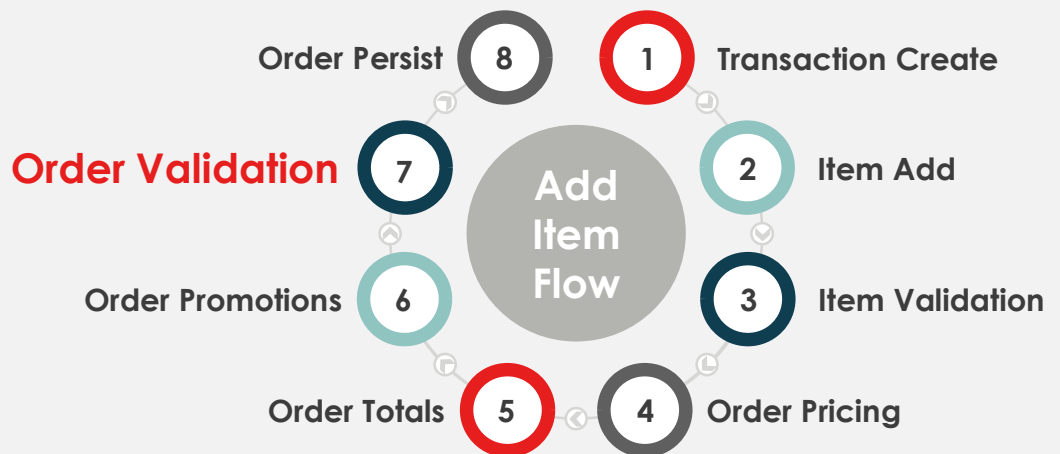 8 Order Persist
1 Transaction Create
Order Validation 7
2 Item Add
Add
Item
Flow
Order Promotions 6
3 Item Validation
Order Totals 5
4 Order Pricing